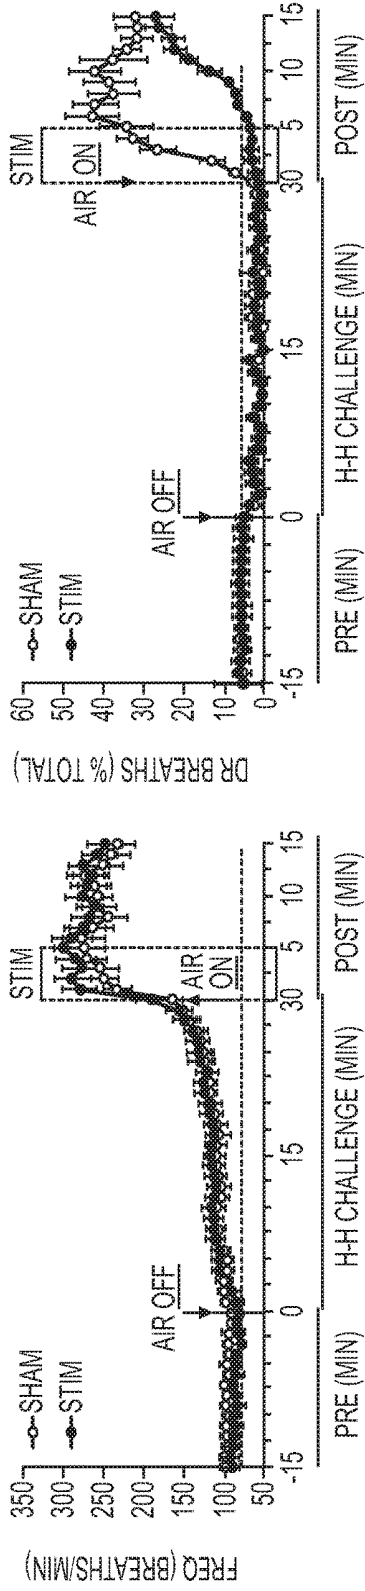 FREQ (BREATHS/MIN)
350
300
250
200
150
100
50
SHAM
STIM
STIM
AIR OFF
AIR
ON
-15
0
15
30
5
10
15
PRE (MIN)
H-H CHALLENGE (MIN)
POST (MIN)
DR BREATHS (% TOTAL)
60
50
40
30
20
10
0
SHAM
STIM
STIM
AIR OFF
AIR ON
-15
0
15
30
5
10
15
PRE (MIN)
H-H CHALLENGE (MIN)
POST (MIN)